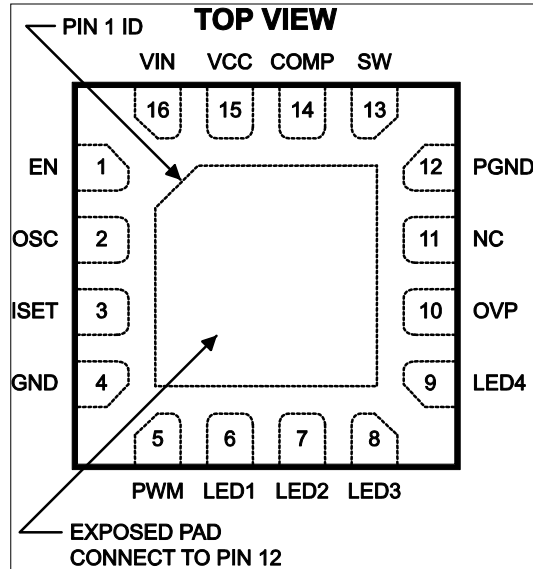 TOP VIEW
PIN 1 ID
VIN VCC COMP SW
16 15 14 13
EN 1 12 PGND
OSC 2 11 NC
ISET 3 10 OVP
GND 4 9 LED4
5 6 7 8
PWM LED1 LED2 LED3
EXPOSED PAD
CONNECT TO PIN 12